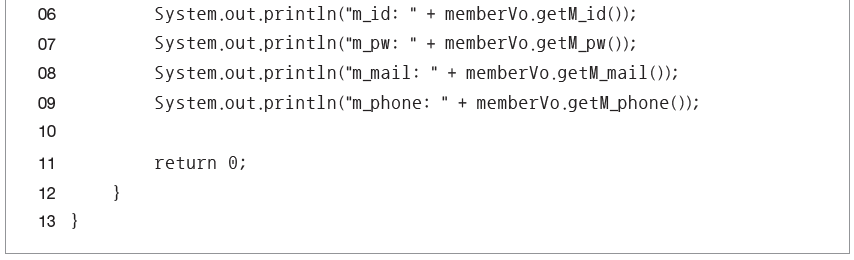 06 System.out.println("m_id: " + memberVo.getM_id());
07 System.out.println("m_pw: " + memberVo.getM_pw());
08 System.out.println("m_mail: " + memberVo.getM_mail());
09 System.out.println("m_phone: " + memberVo.getM_phone());
10
11 return 0;
12 }
13 }